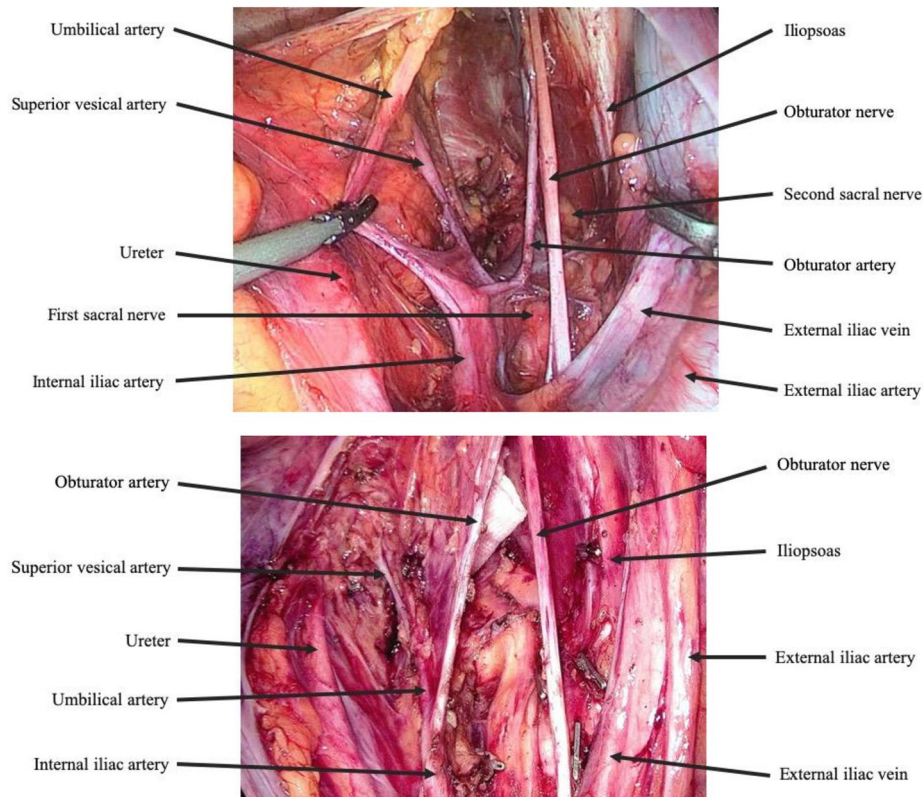 Umbilical artery
Superior vesical artery
Ureter
First sacral nerve
Internal iliac artery
Iliopsoas
Obturator nerve
Second sacral nerve
Obturator artery
External iliac vein
External iliac artery
Obturator artery
Superior vesical artery
Ureter
Umbilical artery
Internal iliac artery
Obturator nerve
Iliopsoas
External iliac artery
External iliac vein